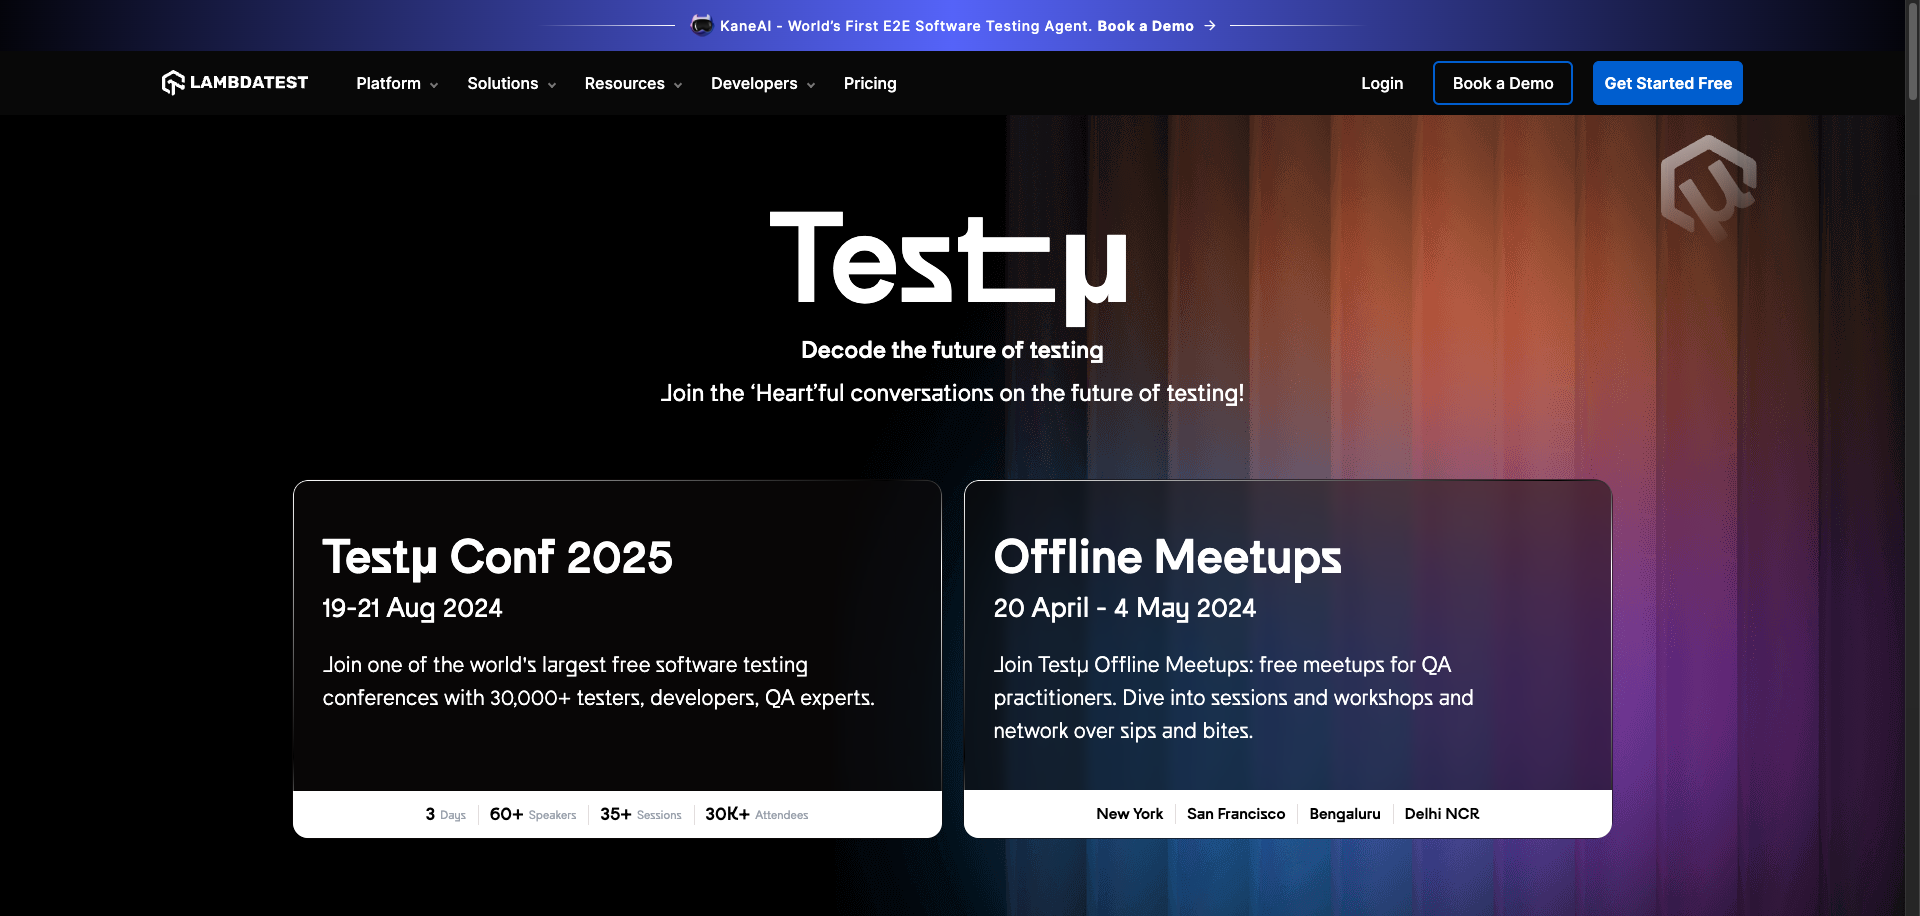 KaneAI - World's First E2E Software Testing Agent. Book a Demo →
LAMBDATEST Platform Solutions Resources Developers Pricing Login Book a Demo Get Started Free
Testμ
Decode the future of testing
Join the ‘Heart’ful conversations on the future of testing!
Testμ Conf 2025
19-21 Aug 2024
Join one of the world's largest free software testing
conferences with 30,000+ testers, developers, QA experts.
3 Days 60+ Speakers 35+ Sessions 30K+ Attendees
Offline Meetups
20 April - 4 May 2024
Join Testμ Offline Meetups: free meetups for QA
practitioners. Dive into sessions and workshops and
network over sips and bites.
New York San Francisco Bengaluru Delhi NCR